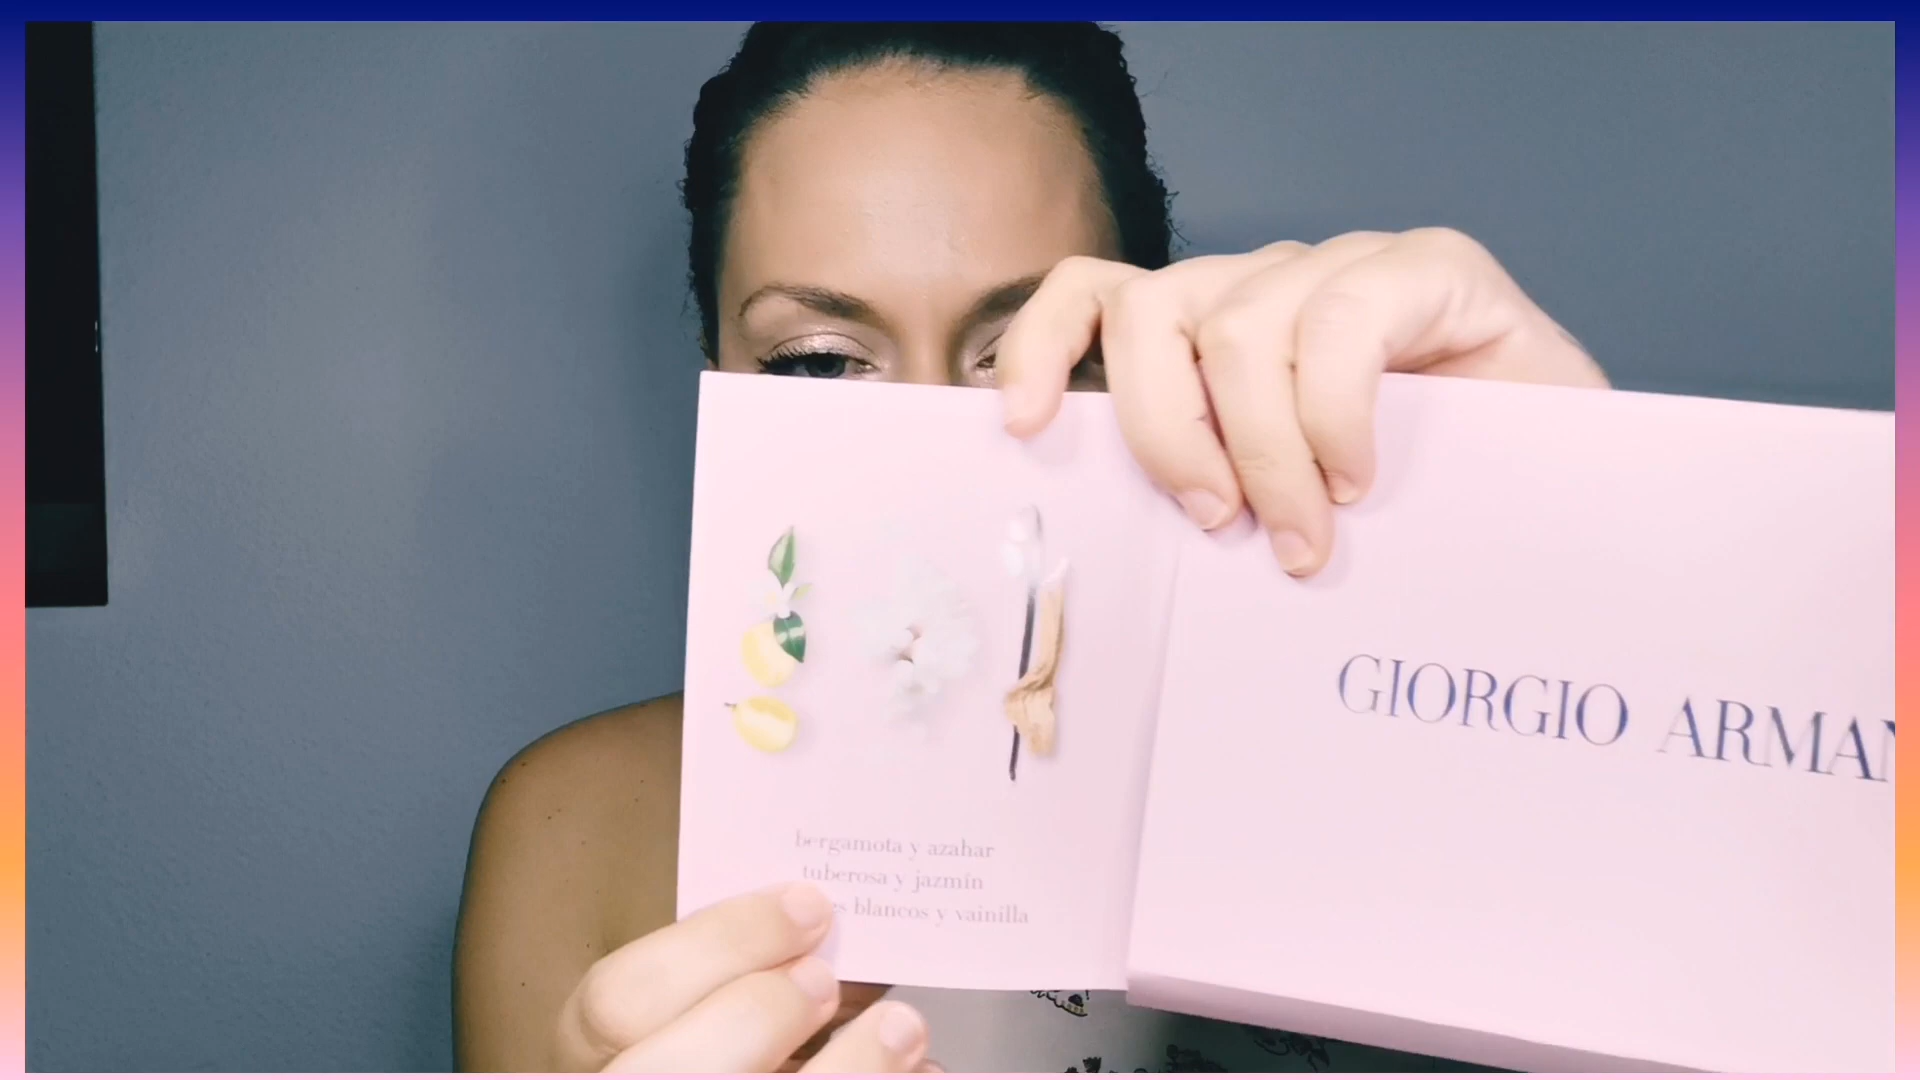 bergamota y azahar
tuberosa y jazmín
blancos y vainilla
GIORGIO ARMAN